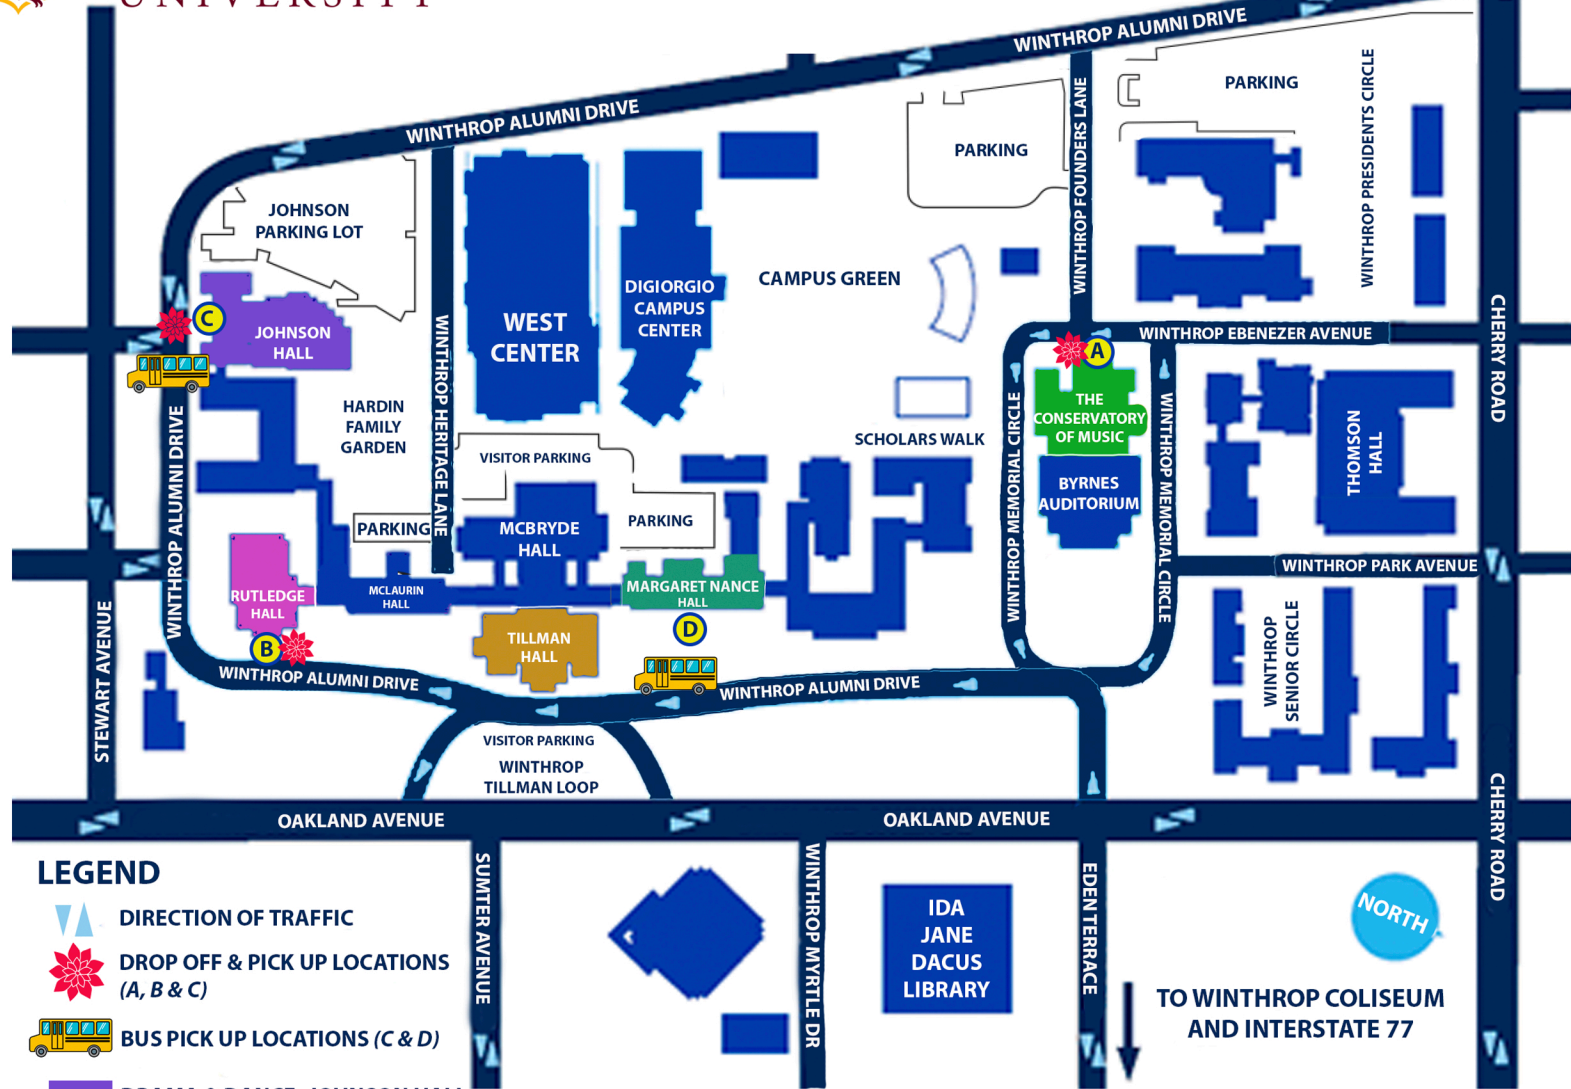 UNIVERSITY
WINTHROP ALUMNI DRIVE
WINTHROP ALUMNI DRIVE
PARKING
PARKING
WINTHROP FOUNDERS LANE
WINTHROP PRESIDENTS CIRCLE
JOHNSON
PARKING LOT
CAMPUS GREEN
DIGIORGIO
CAMPUS
CENTER
WEST
CENTER
C
JOHNSON
HALL
WINTHROP HERITAGE LANE
WINTHROP EBENEZER AVENUE
CHERRY ROAD
A
THE
CONSERVATORY
OF MUSIC
HARDIN
FAMILY
GARDEN
SCHOLARS WALK
WINTHROP MEMORIAL CIRCLE
WINTHROP MEMORIAL CIRCLE
THOMSON
HALL
WINTHROP ALUMNI DRIVE
VISITOR PARKING
BYRNES
AUDITORIUM
PARKING
MCBRYDE
HALL
PARKING
WINTHROP PARK AVENUE
RUTLEDGE
HALL
MCLAURIN
HALL
MARGARET NANCE
HALL
D
TILLMAN
HALL
B
WINTHROP
SENIOR CIRCLE
STEWART AVENUE
WINTHROP ALUMNI DRIVE
WINTHROP ALUMNI DRIVE
VISITOR PARKING
WINTHROP
TILLMAN LOOP
OAKLAND AVENUE
OAKLAND AVENUE
CHERRY ROAD
SUMTER AVENUE
WINTHROP MYRTLE DR
EDEN TERRACE
IDA
JANE
DACUS
LIBRARY
NORTH
TO WINTHROP COLISEUM
AND INTERSTATE 77
LEGEND
DIRECTION OF TRAFFIC
DROP OFF & PICK UP LOCATIONS
(A, B & C)
BUS PICK UP LOCATIONS (C & D)